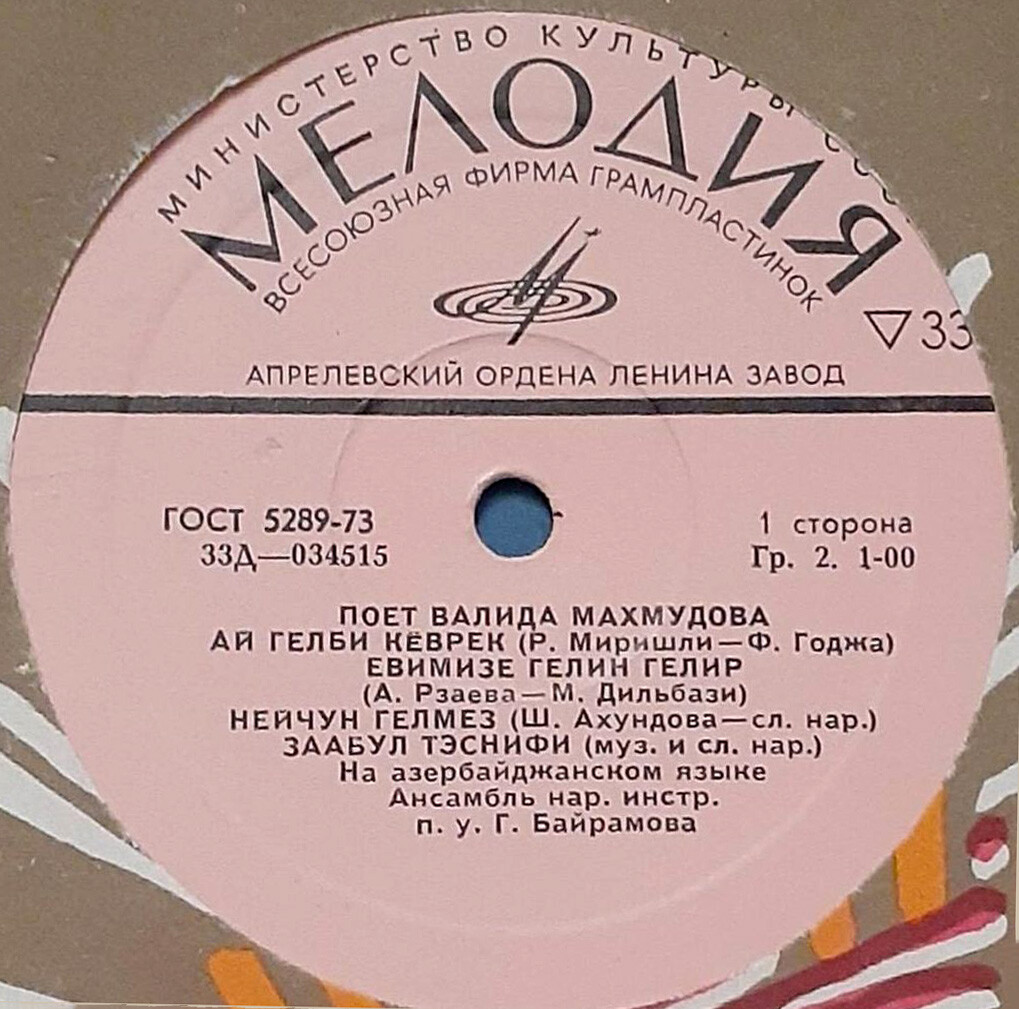 МИНИСТЕРСТВО КУЛЬТУРЫ СССР
МЕЛОДИЯ
ВСЕСОЮЗНАЯ ФИРМА ГРАМПЛАСТИНОК
▽33
АПРЕЛЕВСКИЙ ОРДЕНА ЛЕНИНА ЗАВОД
ГОСТ 5289-73
33Д—034515
1 сторона
Гр. 2. 1-00
ПОЕТ ВАЛИДА МАХМУДОВА
АЙ ГЕЛБИ КЁВРЕК (Р. Миришли—Ф. Годжа)
ЕВИМИЗЕ ГЕЛИН ГЕЛИР
(А. Рзаева—М. Дильбази)
НЕЙЧУН ГЕЛМЕЗ (Ш. Ахундова—сл. нар.)
ЗААБУЛ ТЭСНИФИ (муз. и сл. нар.)
На азербайджанском языке
Ансамбль нар. инстр.
п. у. Г. Байрамова